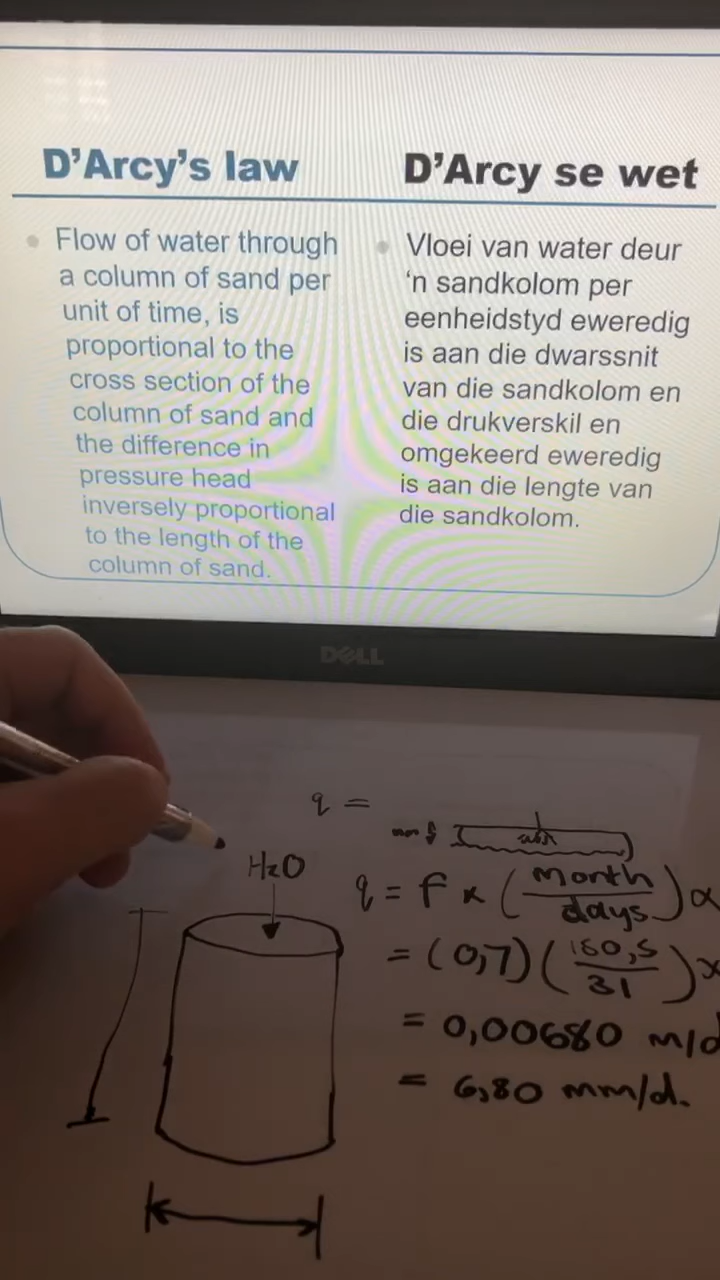 D'Arcy's law
Flow of water through
a column of sand per
unit of time, is
proportional to the
cross section of the
column of sand and
the difference in
pressure head
inversely proportional
to the length of the
column of sand.
D'Arcy se wet
Vloei van water deur
'n sandkolom per
eenheidstyd eweredig
is aan die dwarssnit
van die sandkolom en
die drukverskil en
omgekeerd eweredig
is aan die lengte van
die sandkolom.
DELL
q =
H2O
q = f x (month/days)
= (0,7)(180,5/31)x
= 0,00680 m/d
= 6,80 mm/d.